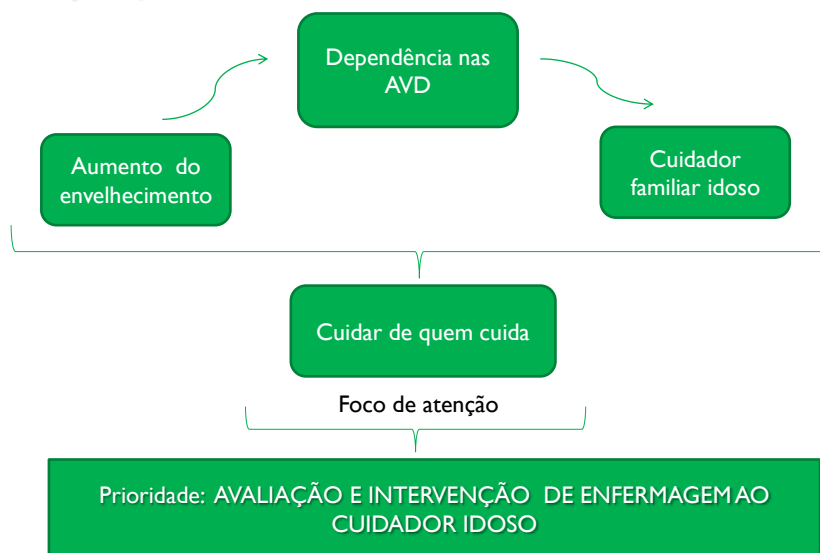 Dependência nas
AVD
Aumento do
envelhecimento
Cuidador
familiar idoso
Cuidar de quem cuida
Foco de atenção
Prioridade: AVALIAÇÃO E INTERVENÇÃO DE ENFERMAGEM AO
CUIDADOR IDOSO